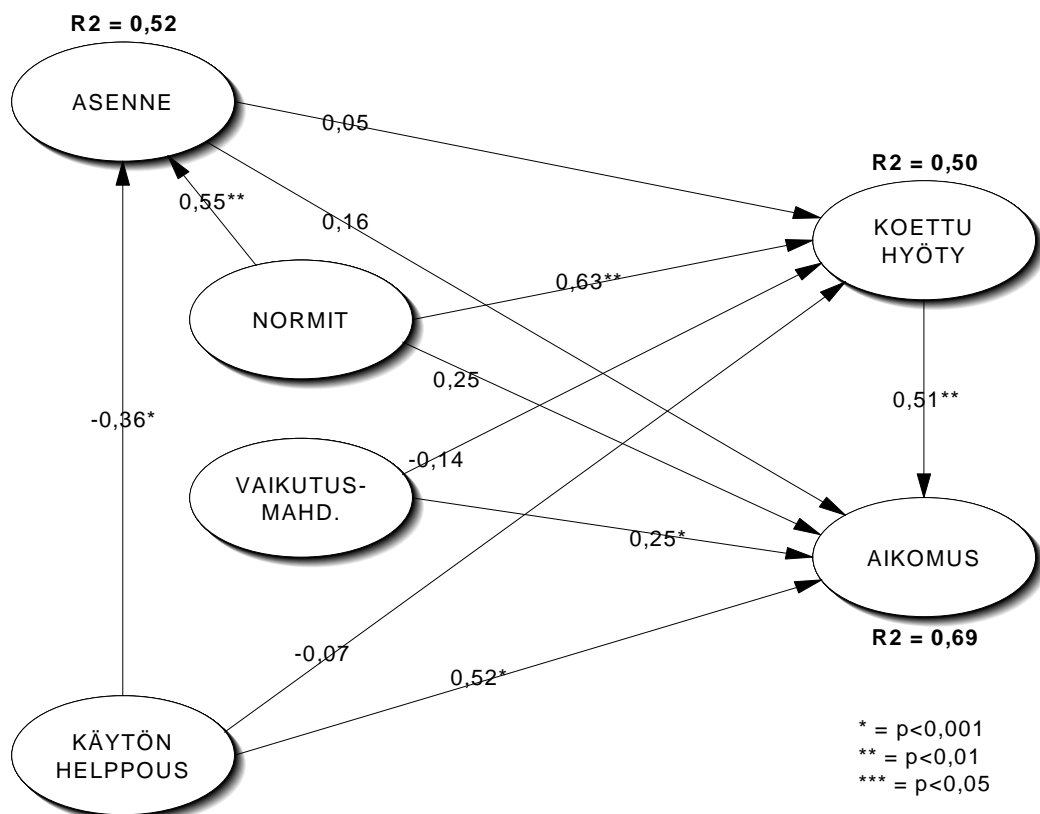 R2 = 0,52
ASENNE
0,05
R2 = 0,50
0,55**
0,16
KOETTU
HYÖTY
0,63**
NORMIT
0,25
-0,36*
0,51**
-0,14
VAIKUTUS-
MAHD.
0,25*
AIKOMUS
R2 = 0,69
-0,07
0,52*
KÄYTÖN
HELPPOUS
* = p<0,001
** = p<0,01
*** = p<0,05